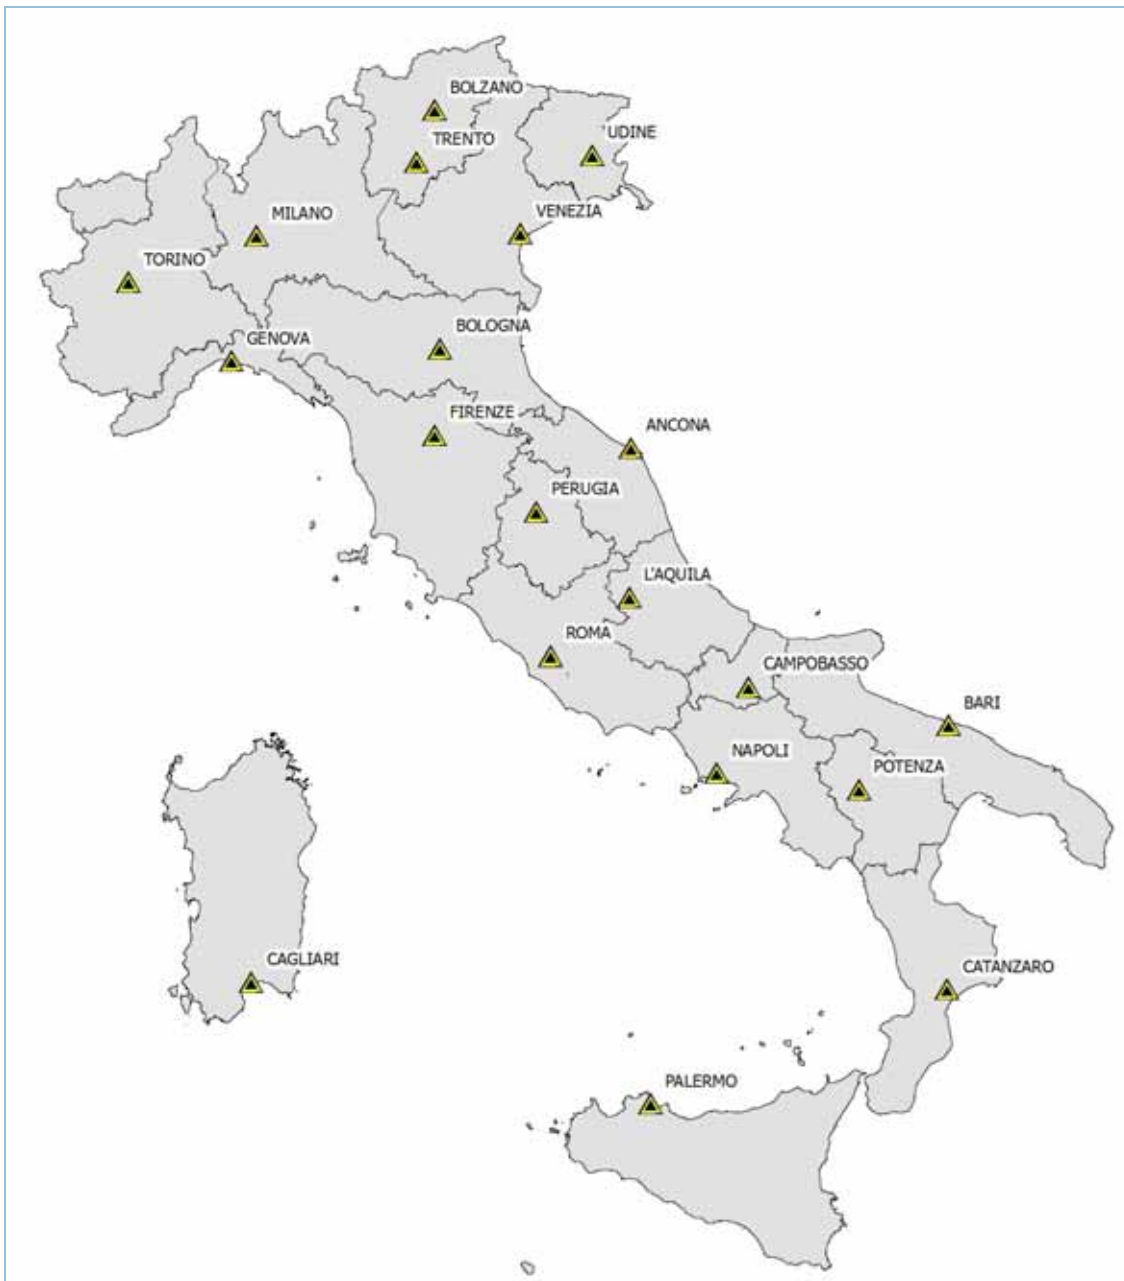 BOLZANO
TRENTO
UDINE
VENEZIA
MILANO
TORINO
BOLOGNA
GENOVA
FIRENZE
ANCONA
PERUGIA
L'AQUILA
ROMA
CAMPOBASSO
BARI
NAPOLI
POTENZA
CAGLIARI
CATANZARO
PALERMO